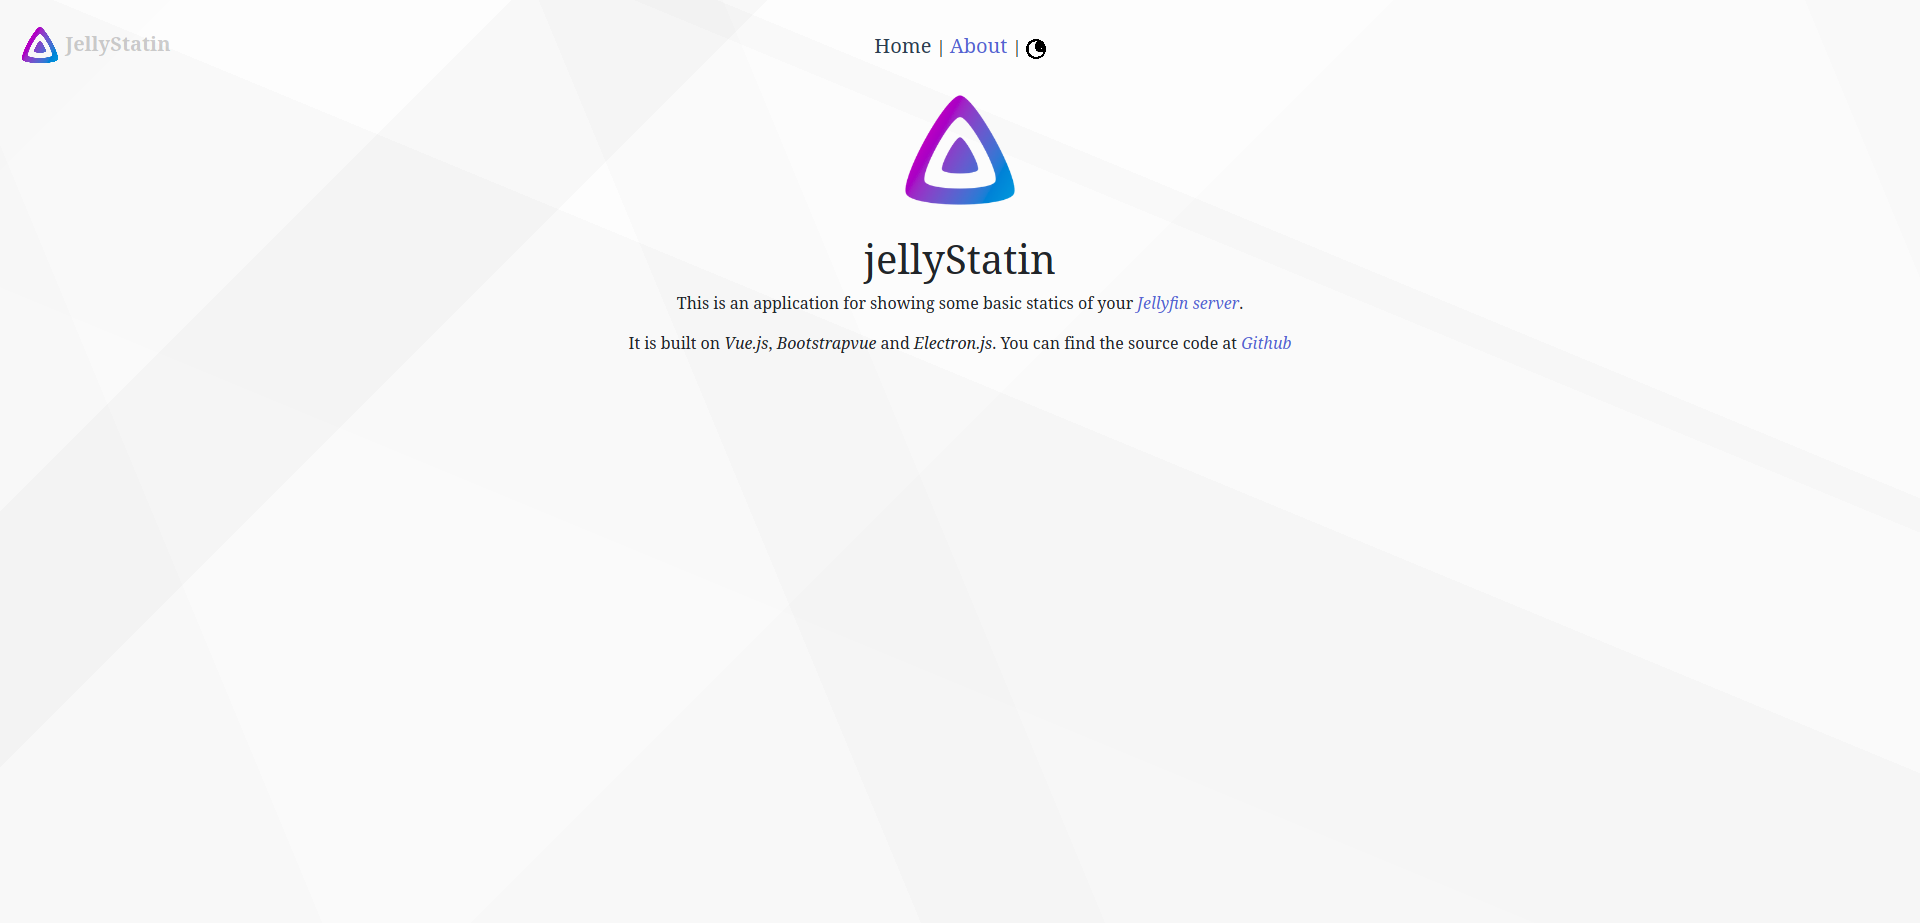 JellyStatin
Home | About |
jellyStatin
This is an application for showing some basic statics of your Jellyfin server.
It is built on Vue.js, Bootstrapvue and Electron.js. You can find the source code at Github